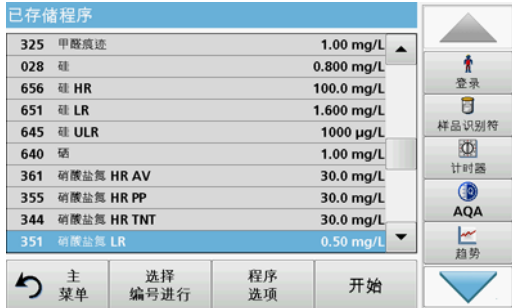 已存储程序
325 甲醛痕迹 1.00 mg/L
028 硅 0.800 mg/L
656 硅 HR 100.0 mg/L
651 硅 LR 1.600 mg/L
645 硅 ULR 1000 µg/L
640 硒 1.00 mg/L
361 硝酸盐氮 HR AV 30.0 mg/L
355 硝酸盐氮 HR PP 30.0 mg/L
344 硝酸盐氮 HR TNT 30.0 mg/L
351 硝酸盐氮 LR 0.50 mg/L
登录
样品识别符
计时器
AQA
趋势
主
菜单
选择
编号进行
程序
选项
开始